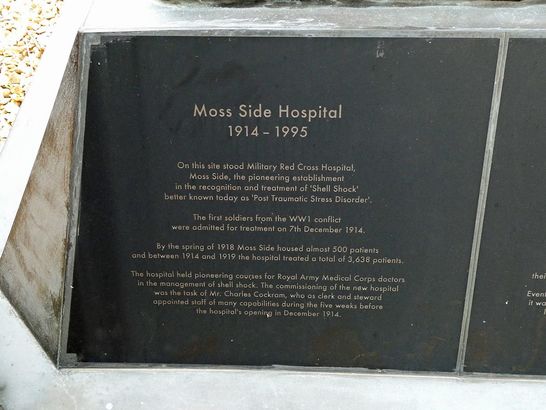 Moss Side Hospital
1914 – 1995
On this site stood Military Red Cross Hospital,
Moss Side, the pioneering establishment
in the recognition and treatment of 'Shell Shock'
better known today as 'Post Traumatic Stress Disorder'.
The first soldiers from the WW1 conflict
were admitted for treatment on 7th December 1914.
By the spring of 1918 Moss Side housed almost 500 patients
and between 1914 and 1919 the hospital treated a total of 3,638 patients.
The hospital held pioneering courses for Royal Army Medical Corps doctors
in the management of shell shock. The commissioning of the new hospital
was the task of Mr. Charles Cockram, who as clerk and steward
appointed staff of many capabilities during the five weeks before
the hospital's opening in December 1914.
thei
Even
it wa